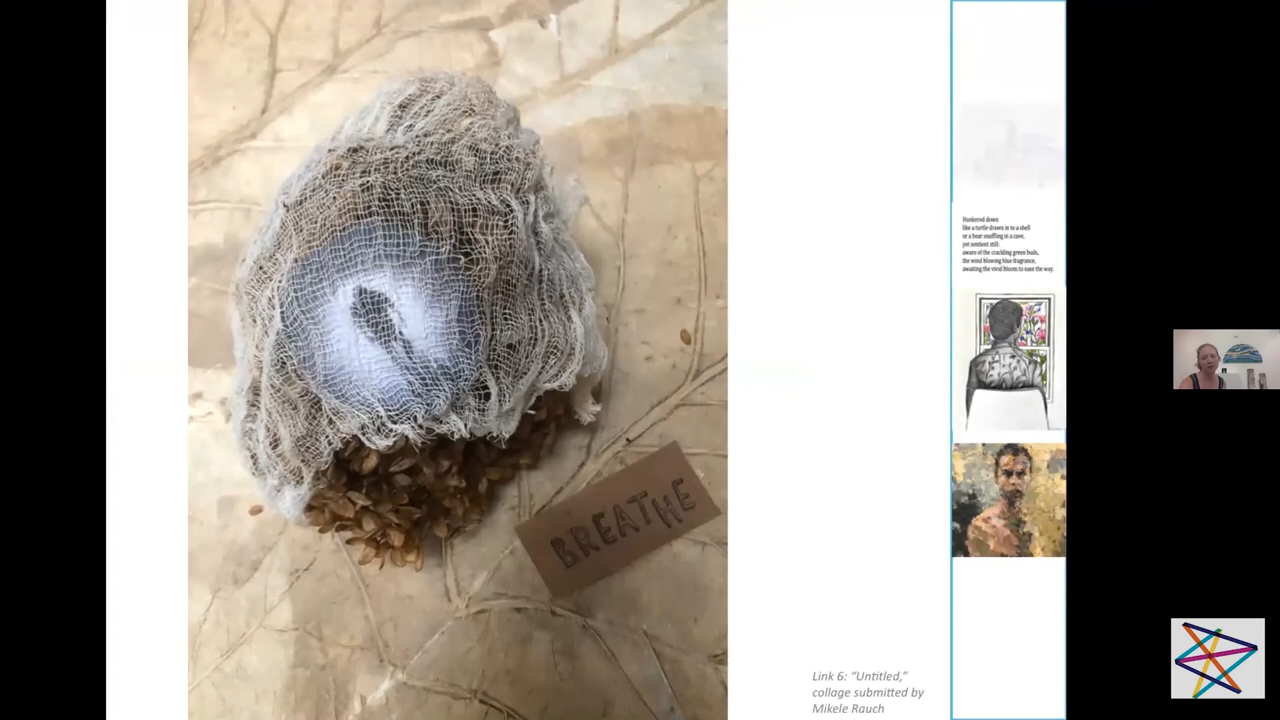 BREATHE
Link 6: “Untitled,”
collage submitted by
Mikele Rauch
Hunkered down
like a turtle drawn in to a shell
or a bear snuffling in a cave,
yet sentient still:
aware of the crackling green buds,
the wind blowing blue fragrance,
awaiting the vivid bloom to ease the way.